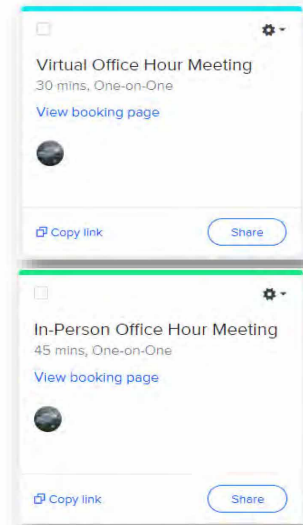 Virtual Office Hour Meeting
30 mins, One-on-One
View booking page
Copy link
Share
In-Person Office Hour Meeting
45 mins, One-on-One
View booking page
Copy link
Share